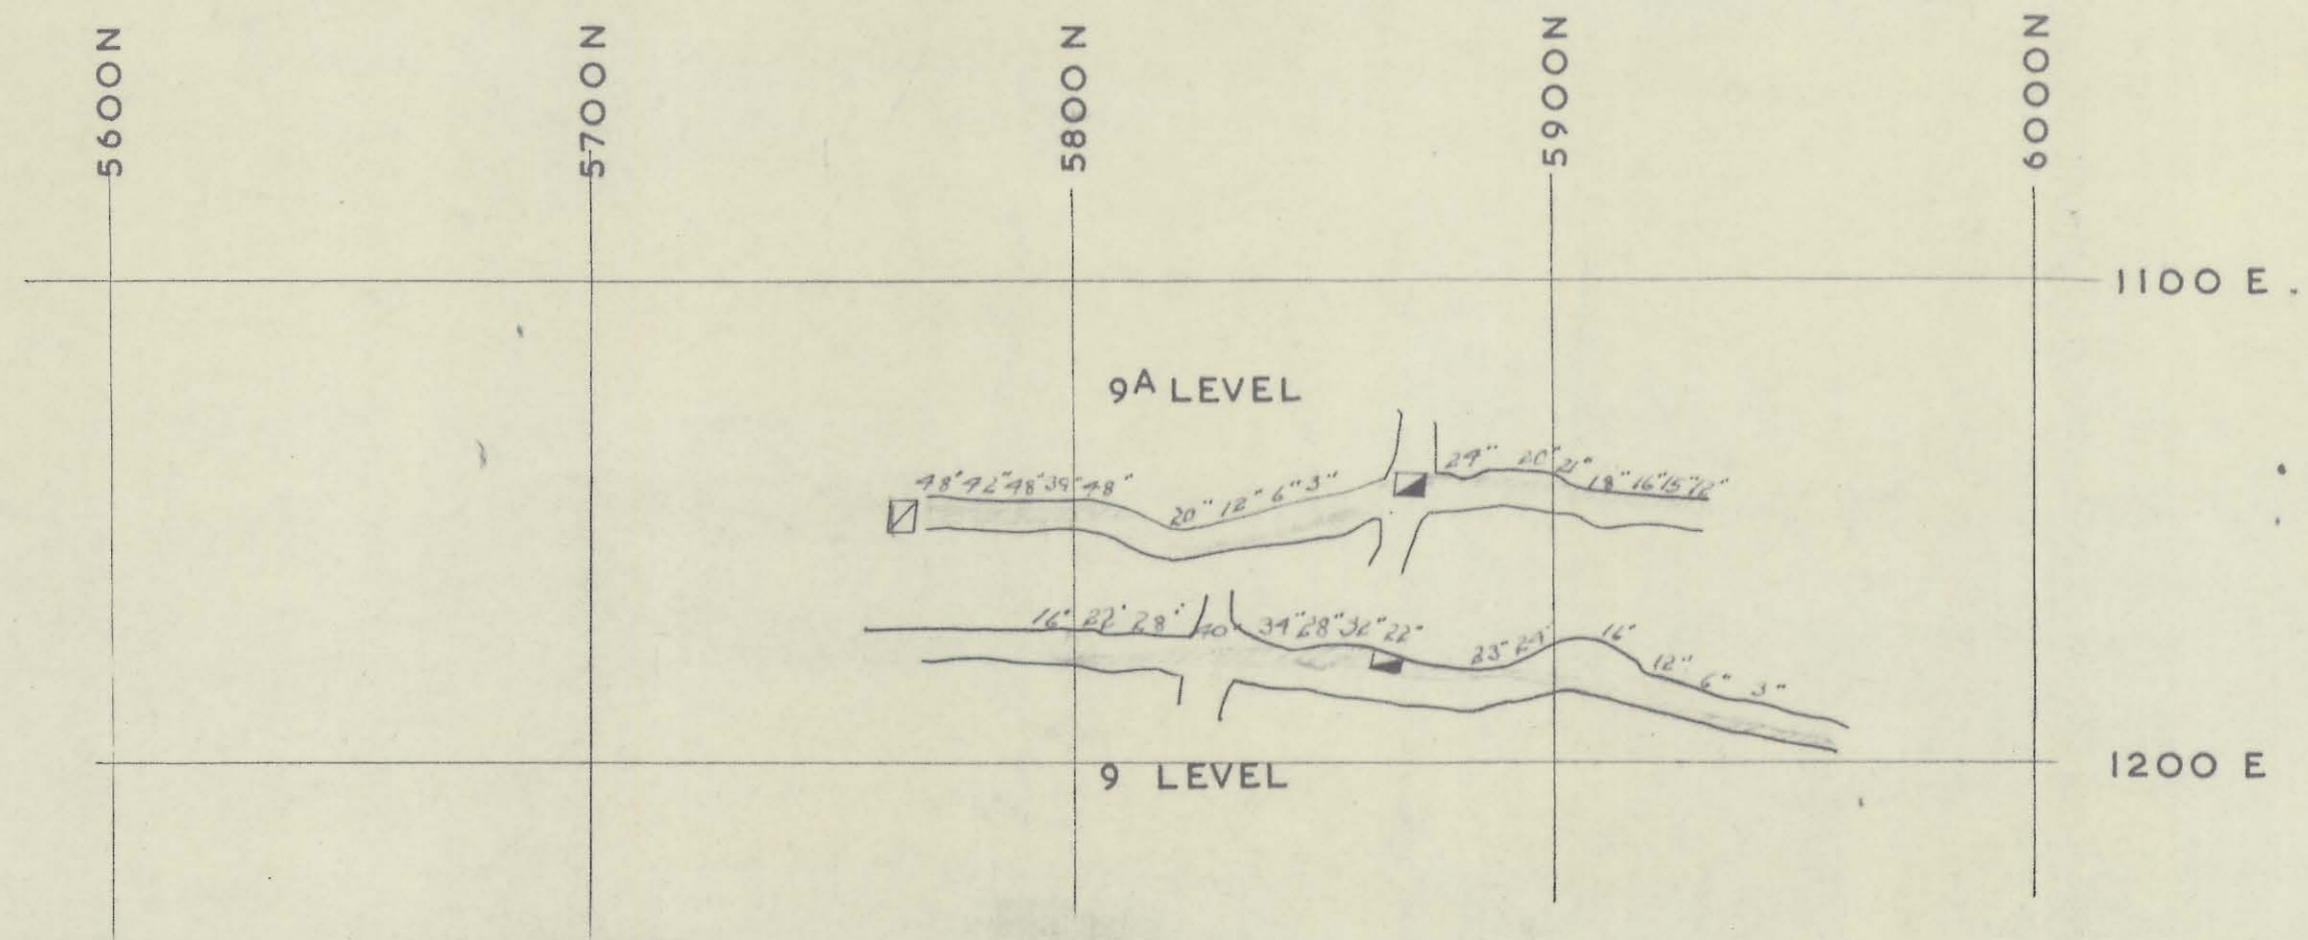 5600N 5700N 5800N 5900N 6000N
1100 E.
9A LEVEL
48" 42" 48" 39" 48" 20" 12" 6" 3" 24" 20" 21" 18" 16" 15" 12"
16" 22" 28" 40" 34" 28" 32" 22" 23" 24" 16" 12" 6" 3"
9 LEVEL
1200 E